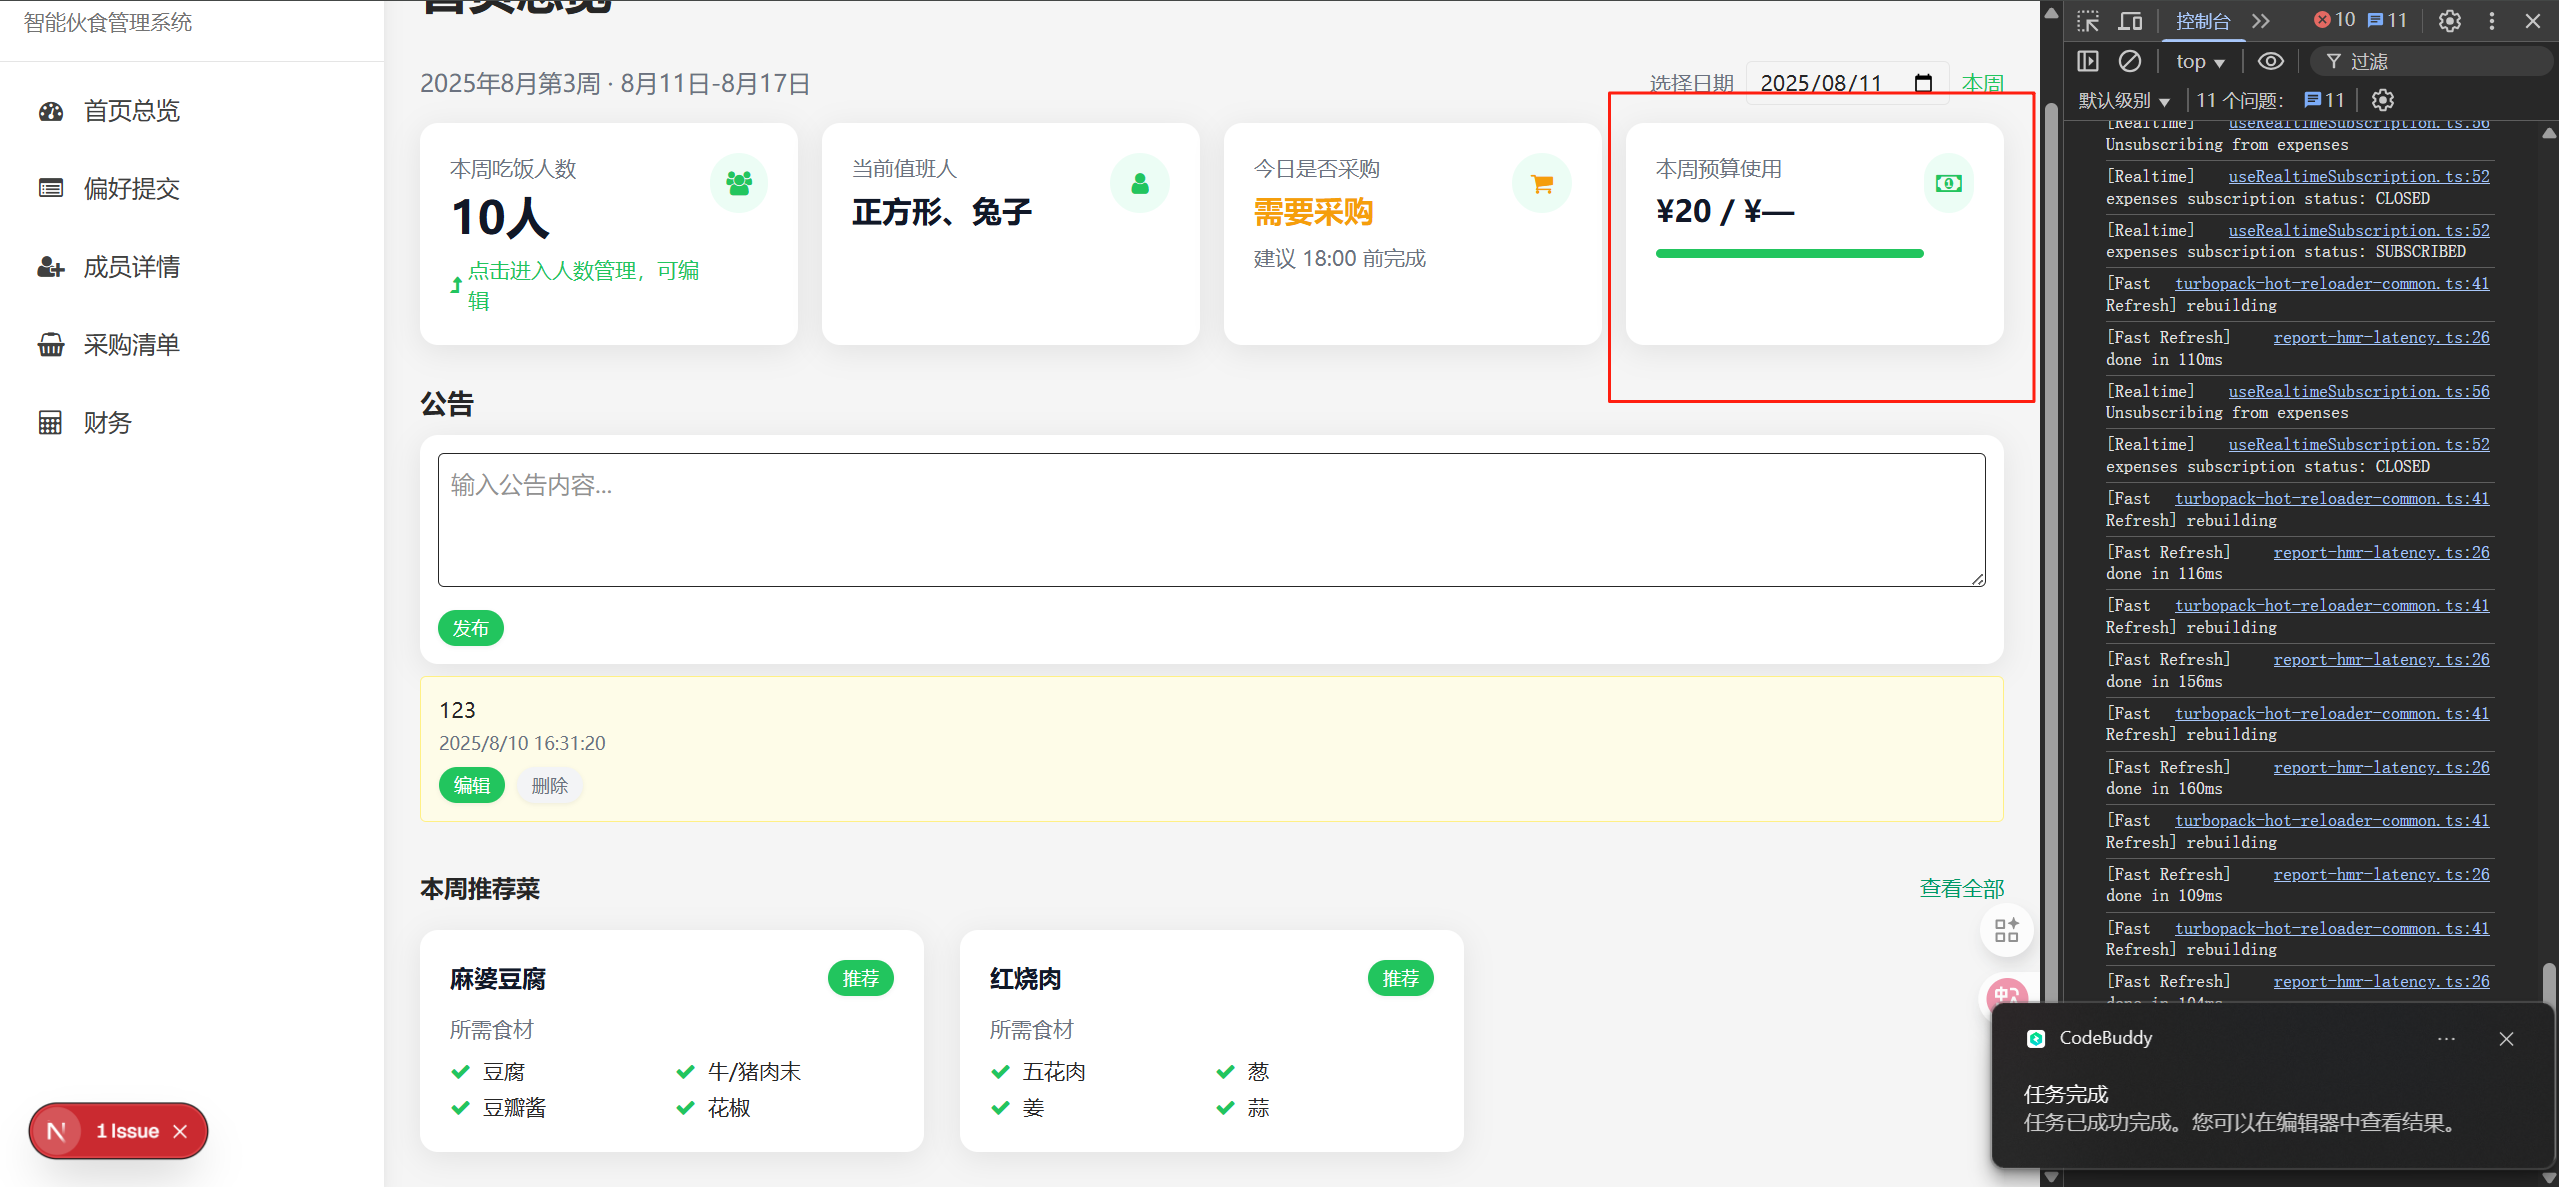 智能伙食管理系统
首页总览
偏好提交
成员详情
采购清单
财务
N 1 Issue
首页总览
2025年8月第3周 · 8月11日-8月17日
选择日期 2025/08/11 本周
本周吃饭人数
10人
点击进入人数管理，可编
辑
当前值班人
正方形、兔子
今日是否采购
需要采购
建议 18:00 前完成
本周预算使用
¥20 / ¥—
公告
输入公告内容...
发布
123
2025/8/10 16:31:20
编辑 删除
本周推荐菜 查看全部
麻婆豆腐 推荐
所需食材
豆腐 牛/猪肉末
豆瓣酱 花椒
红烧肉 推荐
所需食材
五花肉 葱
姜 蒜
控制台 10 11
top 过滤
默认级别 11 个问题： 11
[Realtime] useRealtimeSubscription.ts:56
Unsubscribing from expenses
[Realtime] useRealtimeSubscription.ts:52
expenses subscription status: CLOSED
[Realtime] useRealtimeSubscription.ts:52
expenses subscription status: SUBSCRIBED
[Fast turbopack-hot-reloader-common.ts:41
Refresh] rebuilding
[Fast Refresh] report-hmr-latency.ts:26
done in 110ms
[Realtime] useRealtimeSubscription.ts:56
Unsubscribing from expenses
[Realtime] useRealtimeSubscription.ts:52
expenses subscription status: CLOSED
[Fast turbopack-hot-reloader-common.ts:41
Refresh] rebuilding
[Fast Refresh] report-hmr-latency.ts:26
done in 116ms
[Fast turbopack-hot-reloader-common.ts:41
Refresh] rebuilding
[Fast Refresh] report-hmr-latency.ts:26
done in 156ms
[Fast turbopack-hot-reloader-common.ts:41
Refresh] rebuilding
[Fast Refresh] report-hmr-latency.ts:26
done in 160ms
[Fast turbopack-hot-reloader-common.ts:41
Refresh] rebuilding
[Fast Refresh] report-hmr-latency.ts:26
done in 109ms
[Fast turbopack-hot-reloader-common.ts:41
Refresh] rebuilding
[Fast Refresh] report-hmr-latency.ts:26
done in 104ms
CodeBuddy
任务完成
任务已成功完成。您可以在编辑器中查看结果。